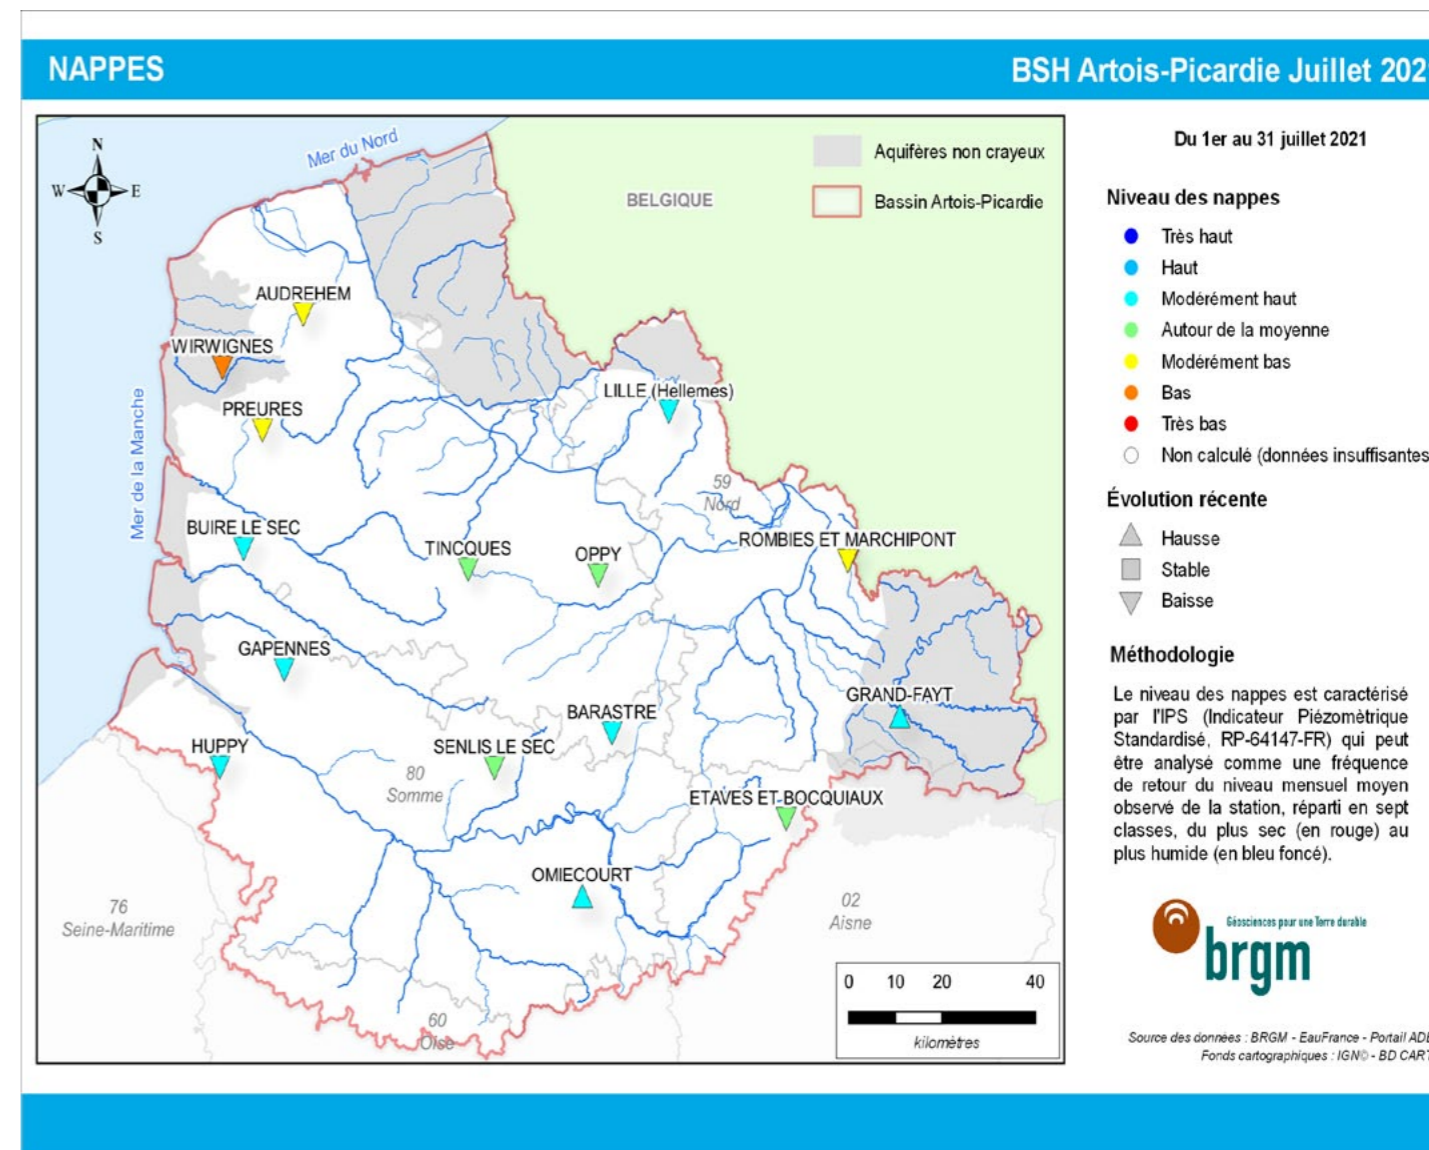 NAPPES
BSH Artois-Picardie Juillet 202
N
W
E
S
Mer du Nord
Aquifères non crayeux
Bassin Artois-Picardie
BELGIQUE
AUDREHEM
WIRWIGNES
PREURES
LILLE (Hellemes)
Mer de la Manche
59
Nord
BUIRE LE SEC
TINCQUES
OPPY
ROMBIES ET MARCHIPONT
GAPENNES
GRAND-FAYT
BARASTRE
HUPPY
SENLIS LE SEC
80
Somme
ETAVES ET BOCQUIAUX
OMIECOURT
76
Seine-Maritime
02
Aisne
60
Oise
0 10 20 40
kilomètres
Du 1er au 31 juillet 2021
Niveau des nappes
Très haut
Haut
Modérément haut
Autour de la moyenne
Modérément bas
Bas
Très bas
Non calculé (données insuffisantes
Évolution récente
Hausse
Stable
Baisse
Méthodologie
Le niveau des nappes est caractérisé
par l'IPS (Indicateur Piézomètrique
Standardisé, RP-64147-FR) qui peut
être analysé comme une fréquence
de retour du niveau mensuel moyen
observé de la station, réparti en sept
classes, du plus sec (en rouge) au
plus humide (en bleu foncé).
Géosciences pour une Terre durable
brgm
Source des données : BRGM - EauFrance - Portail ADE
Fonds cartographiques : IGN© - BD CART